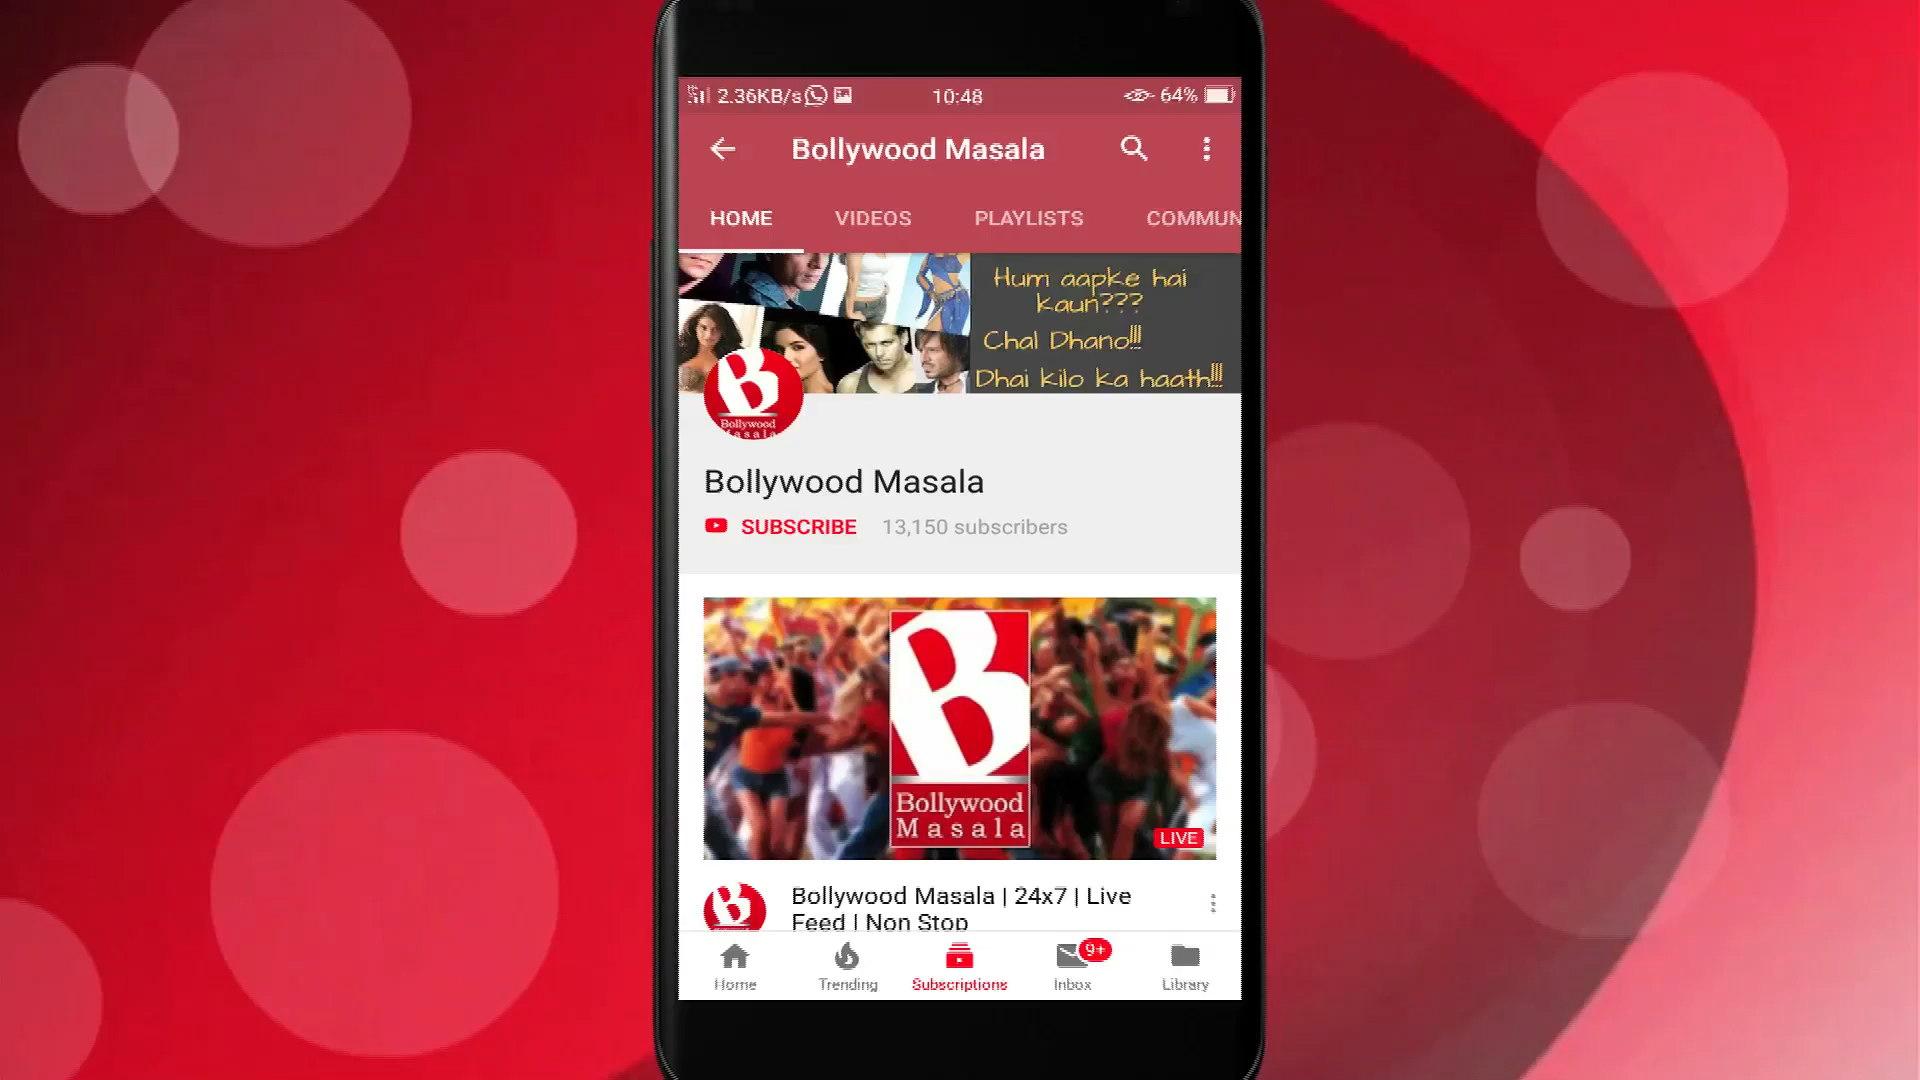 2.36KB/s 10:48 64%
Bollywood Masala
HOME VIDEOS PLAYLISTS COMMUN
Hum aapke hai
kaun???
Chal Dhano!!!
Dhai kilo ka haath!!!
B
Bollywood
Masala
Bollywood Masala
SUBSCRIBE 13,150 subscribers
B
Bollywood
Masala
LIVE
B
Bollywood Masala | 24x7 | Live
Feed | Non Stop
9+
Home Trending Subscriptions Inbox Library